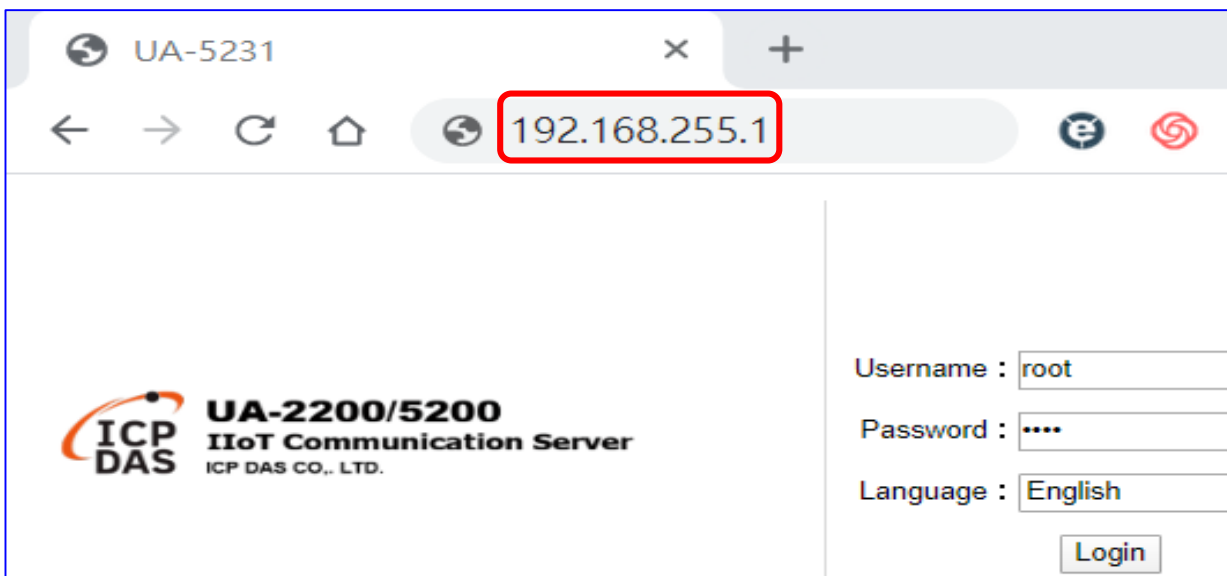 UA-5231
192.168.255.1
ICP DAS
UA-2200/5200
IIoT Communication Server
ICP DAS CO,. LTD.
Username : root
Password : ••••
Language : English
Login